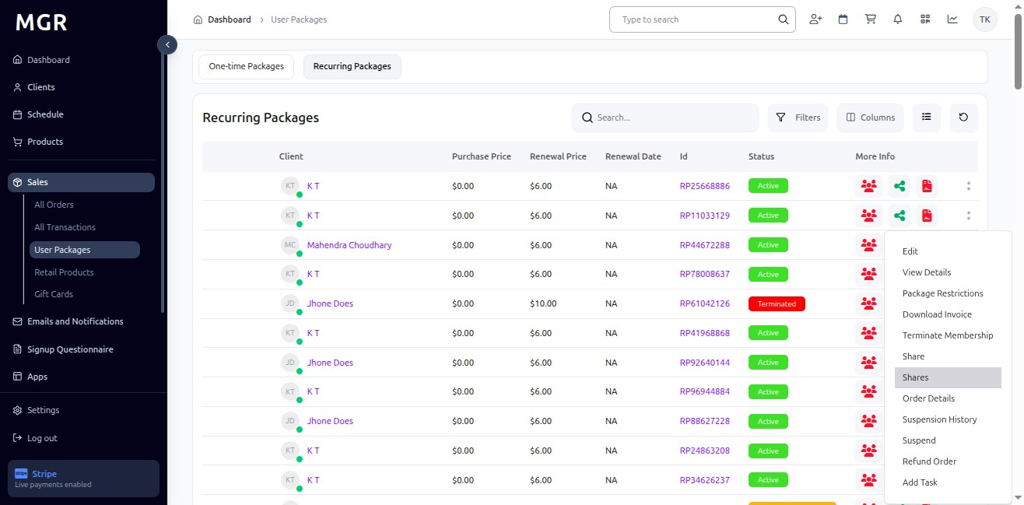 MGR
Dashboard
Clients
Schedule
Products
Sales
All Orders
All Transactions
User Packages
Retail Products
Gift Cards
Emails and Notifications
Signup Questionnaire
Apps
Settings
Log out
Stripe
Live payments enabled
Dashboard > User Packages
Type to search
TK
One-time Packages Recurring Packages
Recurring Packages
Search... Filters Columns
Client Purchase Price Renewal Price Renewal Date Id Status More Info
KT K T $0.00 $6.00 NA RP25668886 Active
KT K T $0.00 $6.00 NA RP11033129 Active
MC Mahendra Choudhary $0.00 $6.00 NA RP44672288 Active
KT K T $0.00 $6.00 NA RP78008637 Active
JD Jhone Does $0.00 $10.00 NA RP61042126 Terminated
KT K T $0.00 $6.00 NA RP41968868 Active
JD Jhone Does $0.00 $6.00 NA RP92640144 Active
KT K T $0.00 $6.00 NA RP96944884 Active
JD Jhone Does $0.00 $6.00 NA RP88627228 Active
KT K T $0.00 $6.00 NA RP24863208 Active
KT K T $0.00 $6.00 NA RP34626237 Active
Edit
View Details
Package Restrictions
Download Invoice
Terminate Membership
Share
Shares
Order Details
Suspension History
Suspend
Refund Order
Add Task